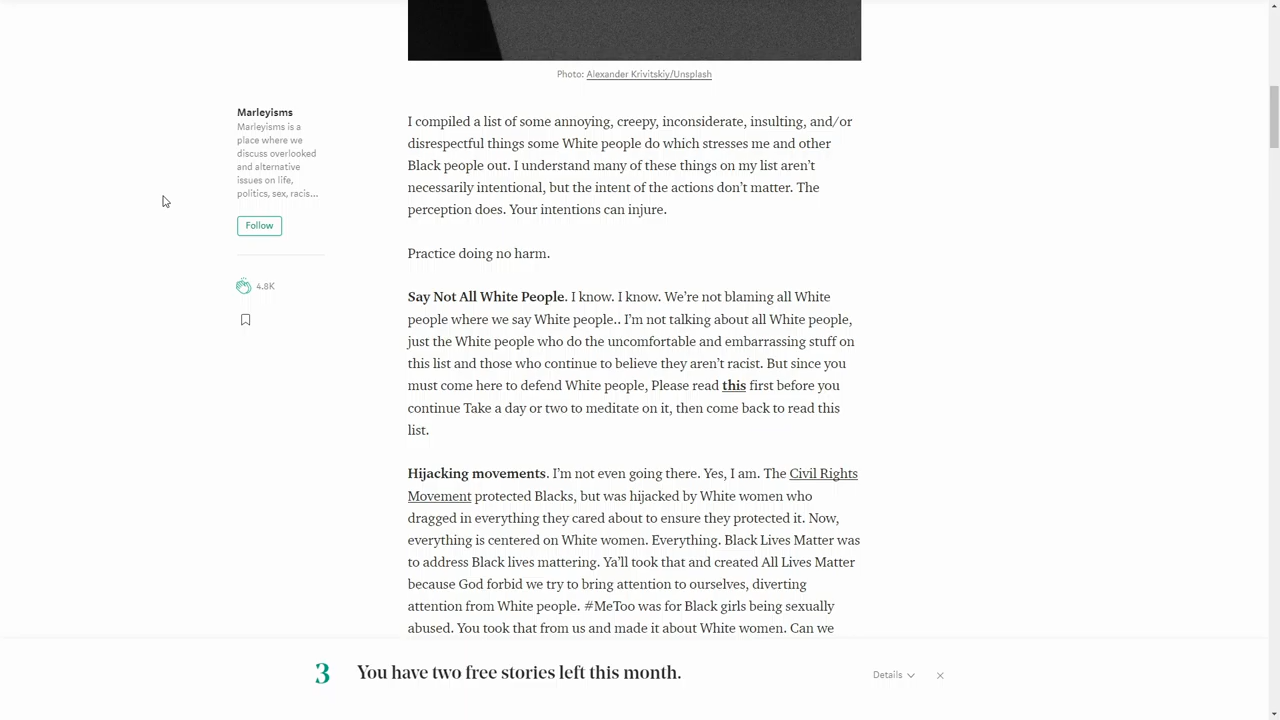 Photo: Alexander Krivitskiy/Unsplash
Marleyisms
Marleyisms is a
place where we
discuss overlooked
and alternative
issues on life,
politics, sex, racis...
Follow
4.8K
I compiled a list of some annoying, creepy, inconsiderate, insulting, and/or
disrespectful things some White people do which stresses me and other
Black people out. I understand many of these things on my list aren’t
necessarily intentional, but the intent of the actions don’t matter. The
perception does. Your intentions can injure.
Practice doing no harm.
Say Not All White People. I know. I know. We’re not blaming all White
people where we say White people.. I’m not talking about all White people,
just the White people who do the uncomfortable and embarrassing stuff on
this list and those who continue to believe they aren’t racist. But since you
must come here to defend White people, Please read this first before you
continue Take a day or two to meditate on it, then come back to read this
list.
Hijacking movements. I’m not even going there. Yes, I am. The Civil Rights
Movement protected Blacks, but was hijacked by White women who
dragged in everything they cared about to ensure they protected it. Now,
everything is centered on White women. Everything. Black Lives Matter was
to address Black lives mattering. Ya’ll took that and created All Lives Matter
because God forbid we try to bring attention to ourselves, diverting
attention from White people. #MeToo was for Black girls being sexually
abused. You took that from us and made it about White women. Can we
3 You have two free stories left this month.
Details